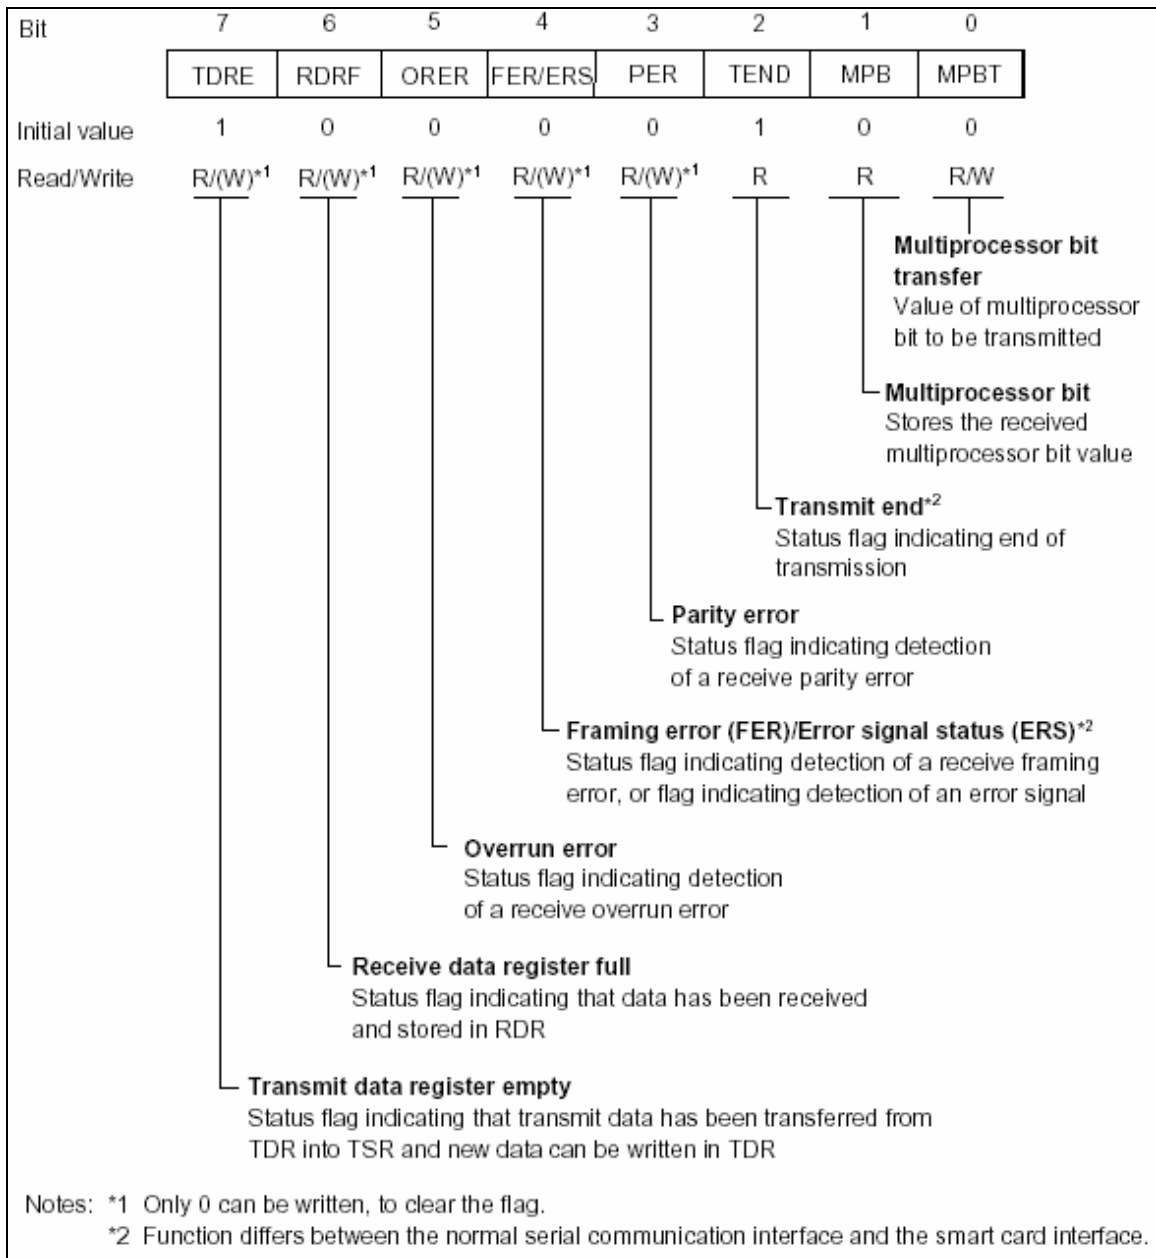 Bit 7 6 5 4 3 2 1 0
TDRE RDRF ORER FER/ERS PER TEND MPB MPBT
Initial value 1 0 0 0 0 1 0 0
Read/Write R/(W)*1 R/(W)*1 R/(W)*1 R/(W)*1 R/(W)*1 R R R/W
Multiprocessor bit
transfer
Value of multiprocessor
bit to be transmitted
Multiprocessor bit
Stores the received
multiprocessor bit value
Transmit end*2
Status flag indicating end of
transmission
Parity error
Status flag indicating detection
of a receive parity error
Framing error (FER)/Error signal status (ERS)*2
Status flag indicating detection of a receive framing
error, or flag indicating detection of an error signal
Overrun error
Status flag indicating detection
of a receive overrun error
Receive data register full
Status flag indicating that data has been received
and stored in RDR
Transmit data register empty
Status flag indicating that transmit data has been transferred from
TDR into TSR and new data can be written in TDR
Notes: *1 Only 0 can be written, to clear the flag.
*2 Function differs between the normal serial communication interface and the smart card interface.